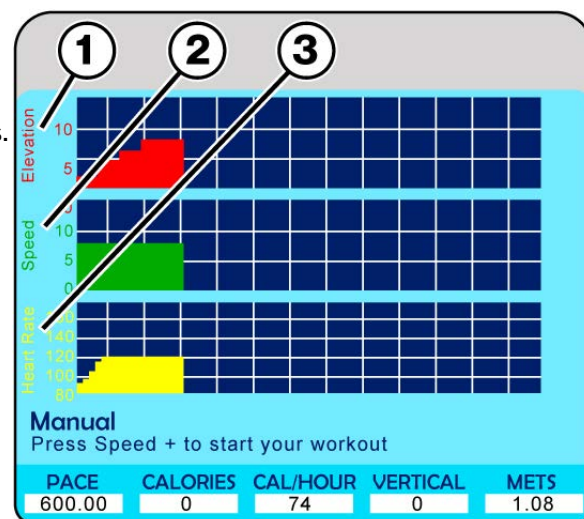 1 2 3
s.
Elevation
10
5
Speed
10
5
0
Heart Rate
140
120
100
80
Manual
Press Speed + to start your workout
PACE CALORIES CAL/HOUR VERTICAL METS
600.00 0 74 0 1.08